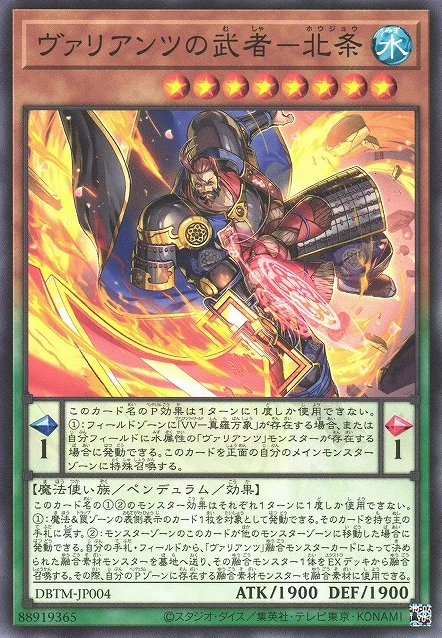 ヴァリアンツの武者－北条
水
このカード名のP効果は1ターンに1度しか使用できない。
①:フィールドゾーンに「VV－真羅万象」が存在する場合、または
自分フィールドに水属性の「ヴァリアンツ」モンスターが存在す
る場合に発動できる。このカードを正面の自分のメインモンスター
ゾーンに特殊召喚する。
1
1
【魔法使い族／ペンデュラム／効果】
このカード名の①②のモンスター効果はそれぞれ1ターンに1度しか使用できない。
①:魔法&罠ゾーンの表側表示のカード1枚を対象として発動できる。そのカードを持ち主の
手札に戻す。②:モンスターゾーンのこのカードが他のモンスターゾーンに移動した場合に
発動できる。自分の手札・フィールドから、「ヴァリアンツ」融合モンスターカードによって決め
られた融合素材モンスターを墓地へ送り、その融合モンスター1体をEXデッキから融合
召喚する。その際、自分のPゾーンに存在する融合素材モンスターも融合素材に使用できる。
DBTM-JP004
ATK/1900
DEF/1900
88919365
©スタジオ・ダイス／集英社・テレビ東京・KONAMI